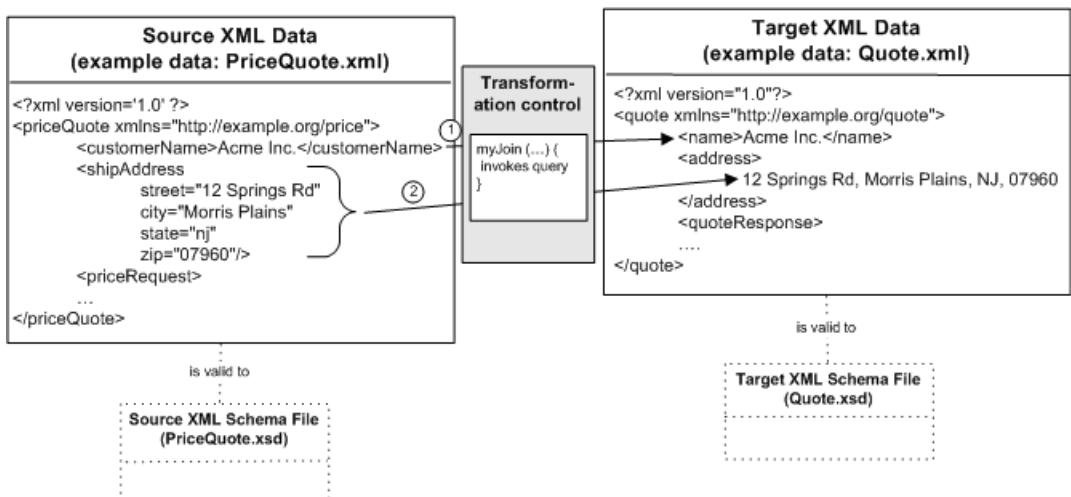 Source XML Data
(example data: PriceQuote.xml)
<?xml version='1.0' ?>
<priceQuote xmlns="http://example.org/price">
<customerName>Acme Inc.</customerName>
<shipAddress
street="12 Springs Rd"
city="Morris Plains"
state="nj"
zip="07960"/>
<priceRequest>
...
</priceQuote>
is valid to
Source XML Schema File
(PriceQuote.xsd)
1
2
Transform-
ation control
myJoin (...) {
invokes query
}
Target XML Data
(example data: Quote.xml)
<?xml version="1.0"?>
<quote xmlns="http://example.org/quote">
<name>Acme Inc.</name>
<address>
12 Springs Rd, Morris Plains, NJ, 07960
</address>
<quoteResponse>
....
</quote>
is valid to
Target XML Schema File
(Quote.xsd)